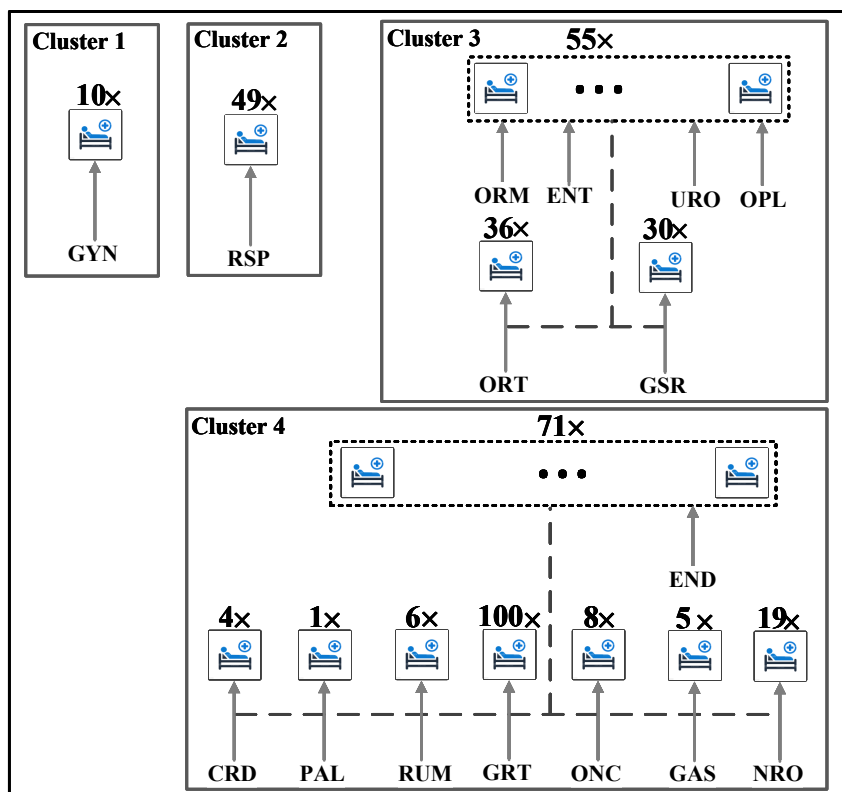 Cluster 1
10×
GYN
Cluster 2
49×
RSP
Cluster 3
55×
ORM ENT URO OPL
36× 30×
ORT GSR
Cluster 4
71×
END
4× 1× 6× 100× 8× 5× 19×
CRD PAL RUM GRT ONC GAS NRO